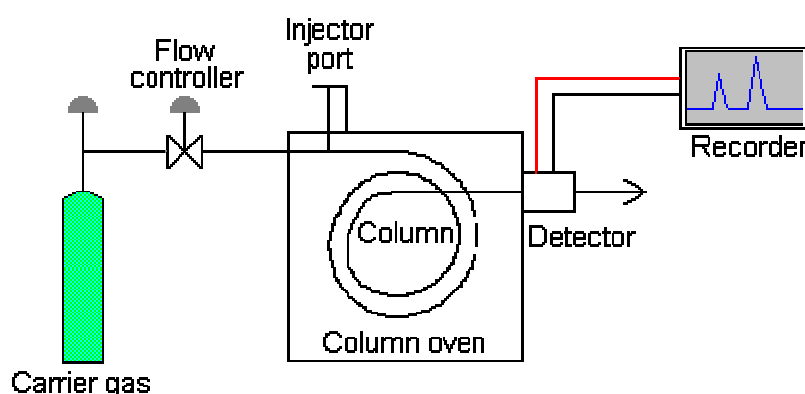 Injector
port
Flow
controller
Recorder
Column
Detector
Column oven
Carrier gas